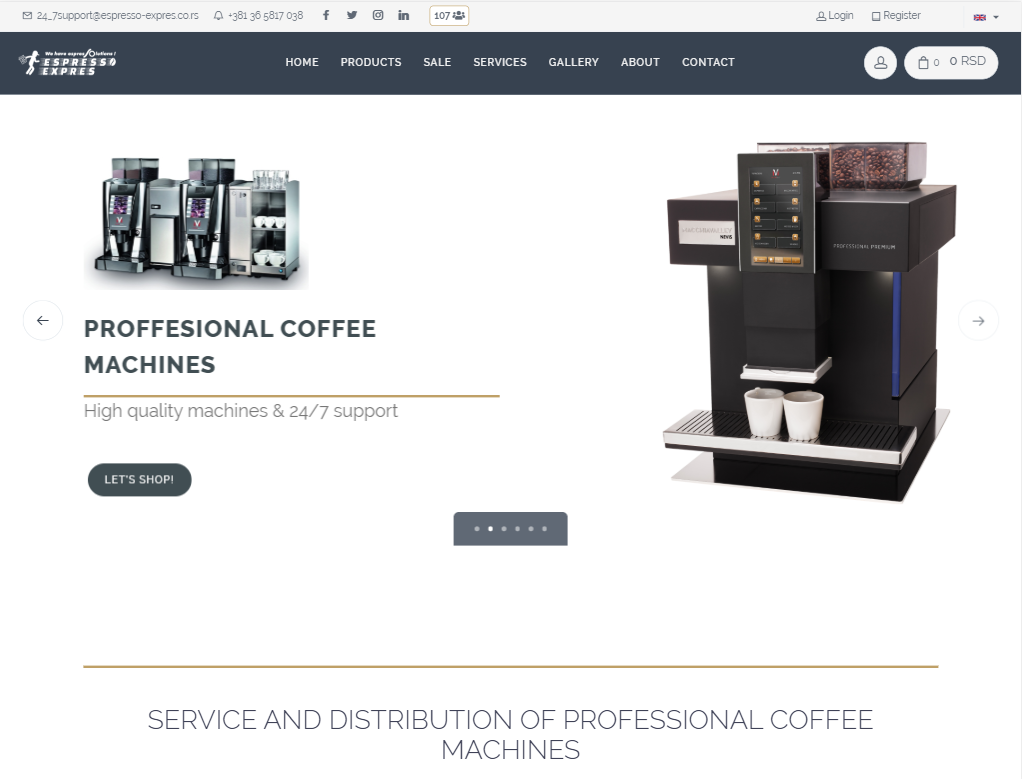 24_7support@espresso-expres.co.rs
+381 36 5817 038
107
Login
Register
We have espresSOlutions !
ESPRESSO
EXPRES
HOME
PRODUCTS
SALE
SERVICES
GALLERY
ABOUT
CONTACT
0
0 RSD
PROFESSIONAL PREMIUM
NEVIS
PROFFESIONAL COFFEE
MACHINES
High quality machines & 24/7 support
LET'S SHOP!
SERVICE AND DISTRIBUTION OF PROFESSIONAL COFFEE
MACHINES